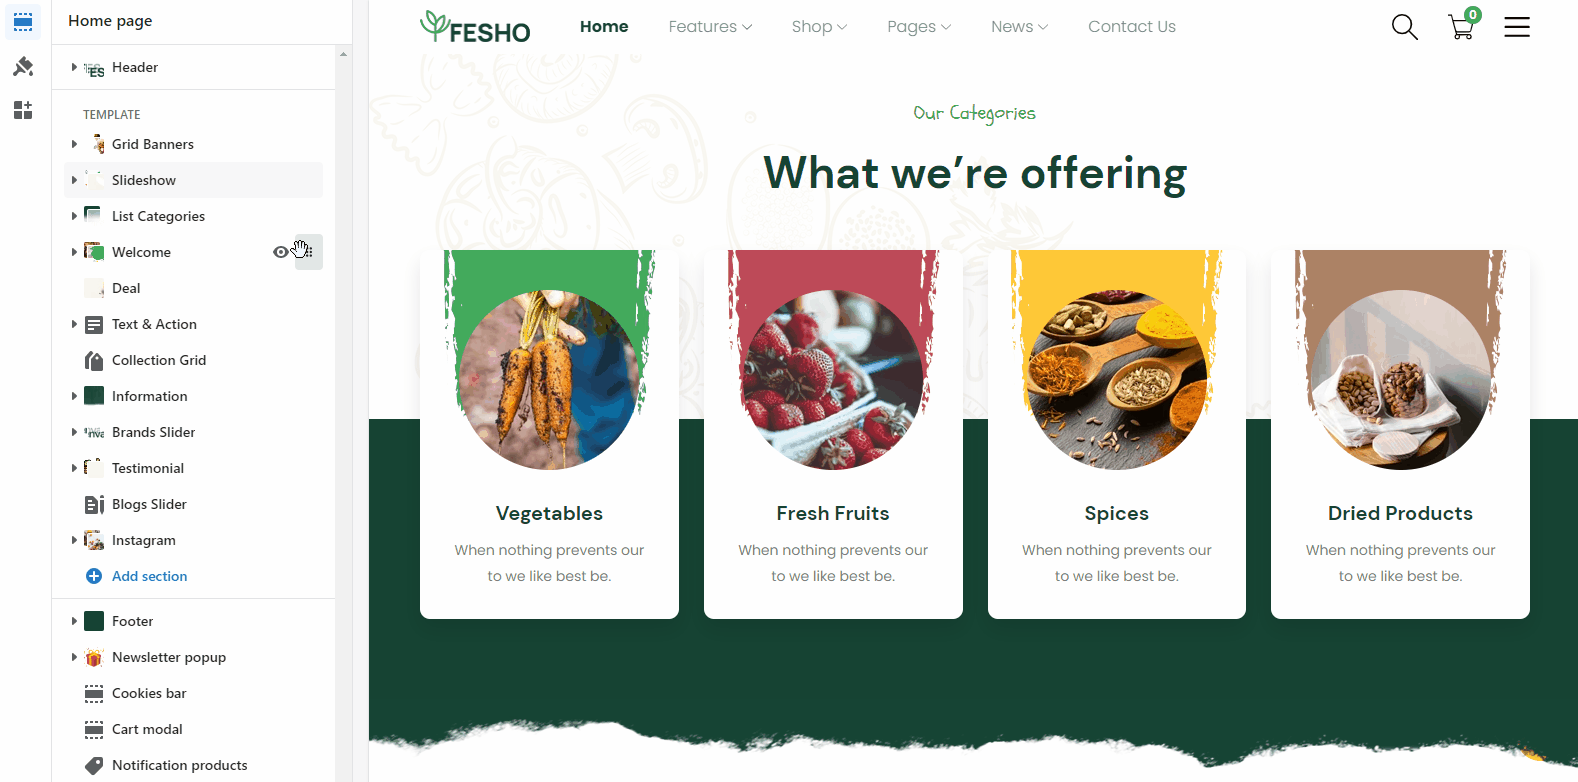 Home page
Header
TEMPLATE
Grid Banners
Slideshow
List Categories
Welcome
Deal
Text & Action
Collection Grid
Information
Brands Slider
Testimonial
Blogs Slider
Instagram
Add section
Footer
Newsletter popup
Cookies bar
Cart modal
Notification products
FESHO
Home
Features
Shop
Pages
News
Contact Us
0
Our Categories
What we’re offering
Vegetables
When nothing prevents our
to we like best be.
Fresh Fruits
When nothing prevents our
to we like best be.
Spices
When nothing prevents our
to we like best be.
Dried Products
When nothing prevents our
to we like best be.